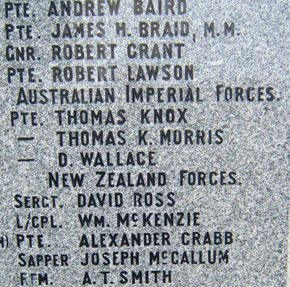 PTE. ANDREW BAIRD
PTE. JAMES H. BRAID, M.M.
GNR. ROBERT GRANT
PTE. ROBERT LAWSON
AUSTRALIAN IMPERIAL FORCES.
PTE. THOMAS KNOX
— THOMAS K. MORRIS
— D. WALLACE
NEW ZEALAND FORCES.
SERGT. DAVID ROSS
L/CPL. WM. MCKENZIE
PTE. ALEXANDER CRABB
SAPPER JOSEPH MCCALLUM
A. T. SMITH